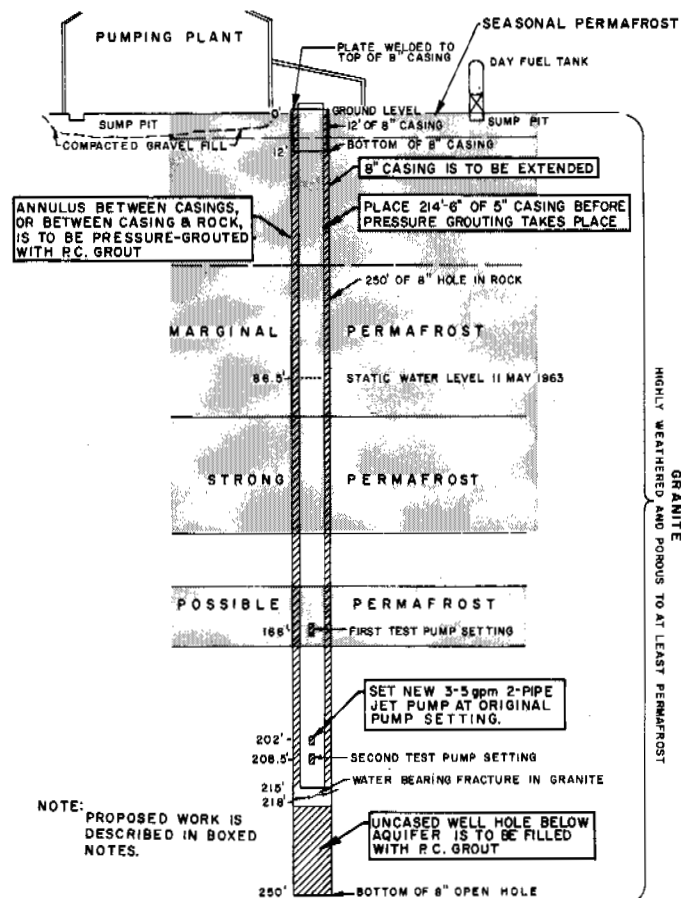 SEASONAL PERMAFROST
PUMPING PLANT
PLATE WELDED TO
TOP OF 8" CASING
DAY FUEL TANK
0'
GROUND LEVEL
SUMP PIT
SUMP PIT
12' OF 8" CASING
COMPACTED GRAVEL FILL
12'
BOTTOM OF 8" CASING
8" CASING IS TO BE EXTENDED
ANNULUS BETWEEN CASINGS,
OR BETWEEN CASING & ROCK,
IS TO BE PRESSURE-GROUTED
WITH P.C. GROUT
PLACE 214'-6" OF 5" CASING BEFORE
PRESSURE GROUTING TAKES
PLACE
250' OF 8" HOLE IN ROCK
MARGINAL PERMAFROST
86.5'
STATIC WATER LEVEL 11 MAY 1963
STRONG PERMAFROST
GRANITE
HIGHLY WEATHERED AND POROUS TO AT LEAST PERMAFROST
POSSIBLE PERMAFROST
168'
FIRST TEST PUMP SETTING
SET NEW 3-5 gpm 2-PIPE
JET PUMP AT ORIGINAL
PUMP SETTING.
202'
208.5'
SECOND TEST PUMP SETTING
215'
WATER BEARING FRACTURE IN GRANITE
218'
NOTE:
PROPOSED WORK IS
DESCRIBED IN BOXED
NOTES.
UNCASED WELL HOLE BELOW
AQUIFER IS TO BE FILLED
WITH P.C. GROUT
250'
BOTTOM OF 8" OPEN HOLE